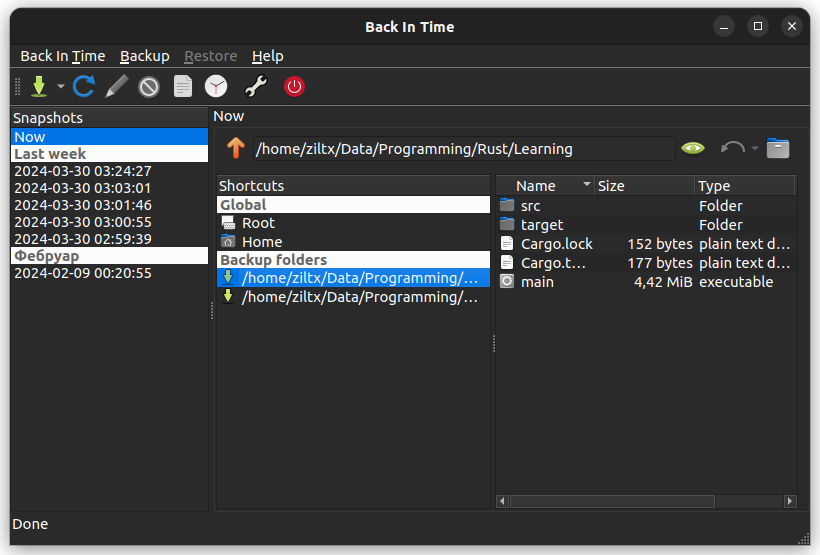 Back In Time
Back In Time Backup Restore Help
Snapshots
Now
Last week
2024-03-30 03:24:27
2024-03-30 03:03:01
2024-03-30 03:01:46
2024-03-30 03:00:55
2024-03-30 02:59:39
Фебруар
2024-02-09 00:20:55
Now
/home/ziltx/Data/Programming/Rust/Learning
Shortcuts
Global
Root
Home
Backup folders
/home/ziltx/Data/Programming/...
/home/ziltx/Data/Programming/...
Name Size Type
src Folder
target Folder
Cargo.lock 152 bytes plain text d...
Cargo.t... 177 bytes plain text d...
main 4,42 MiB executable
Done